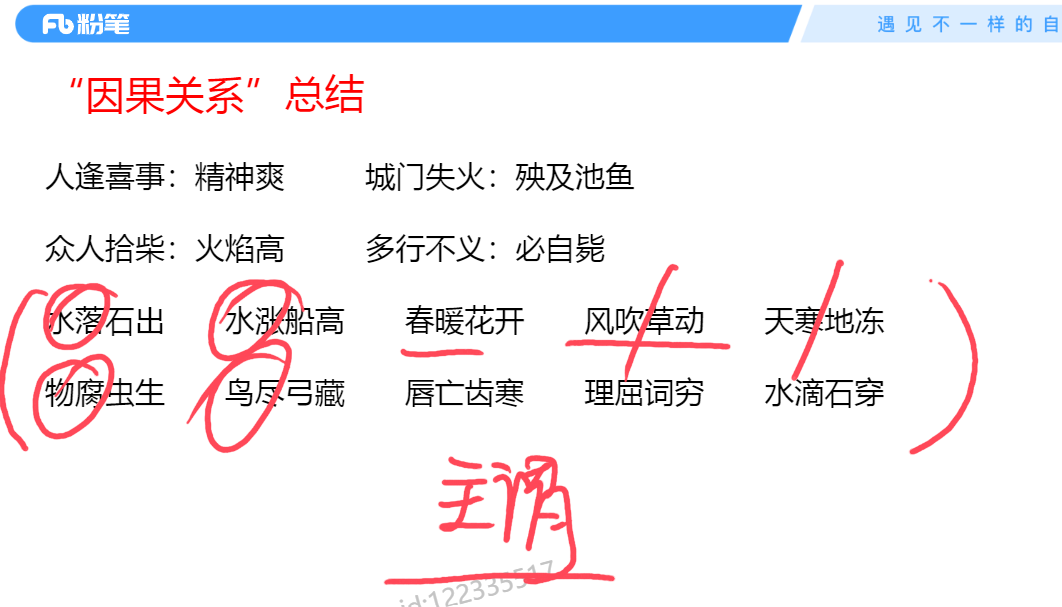 粉笔
遇见不一样的自
“因果关系”总结
人逢喜事：精神爽 城门失火：殃及池鱼
众人拾柴：火焰高 多行不义：必自毙
水落石出 水涨船高 春暖花开 风吹草动 天寒地冻
物腐虫生 鸟尽弓藏 唇亡齿寒 理屈词穷 水滴石穿
主谓
id:122335517